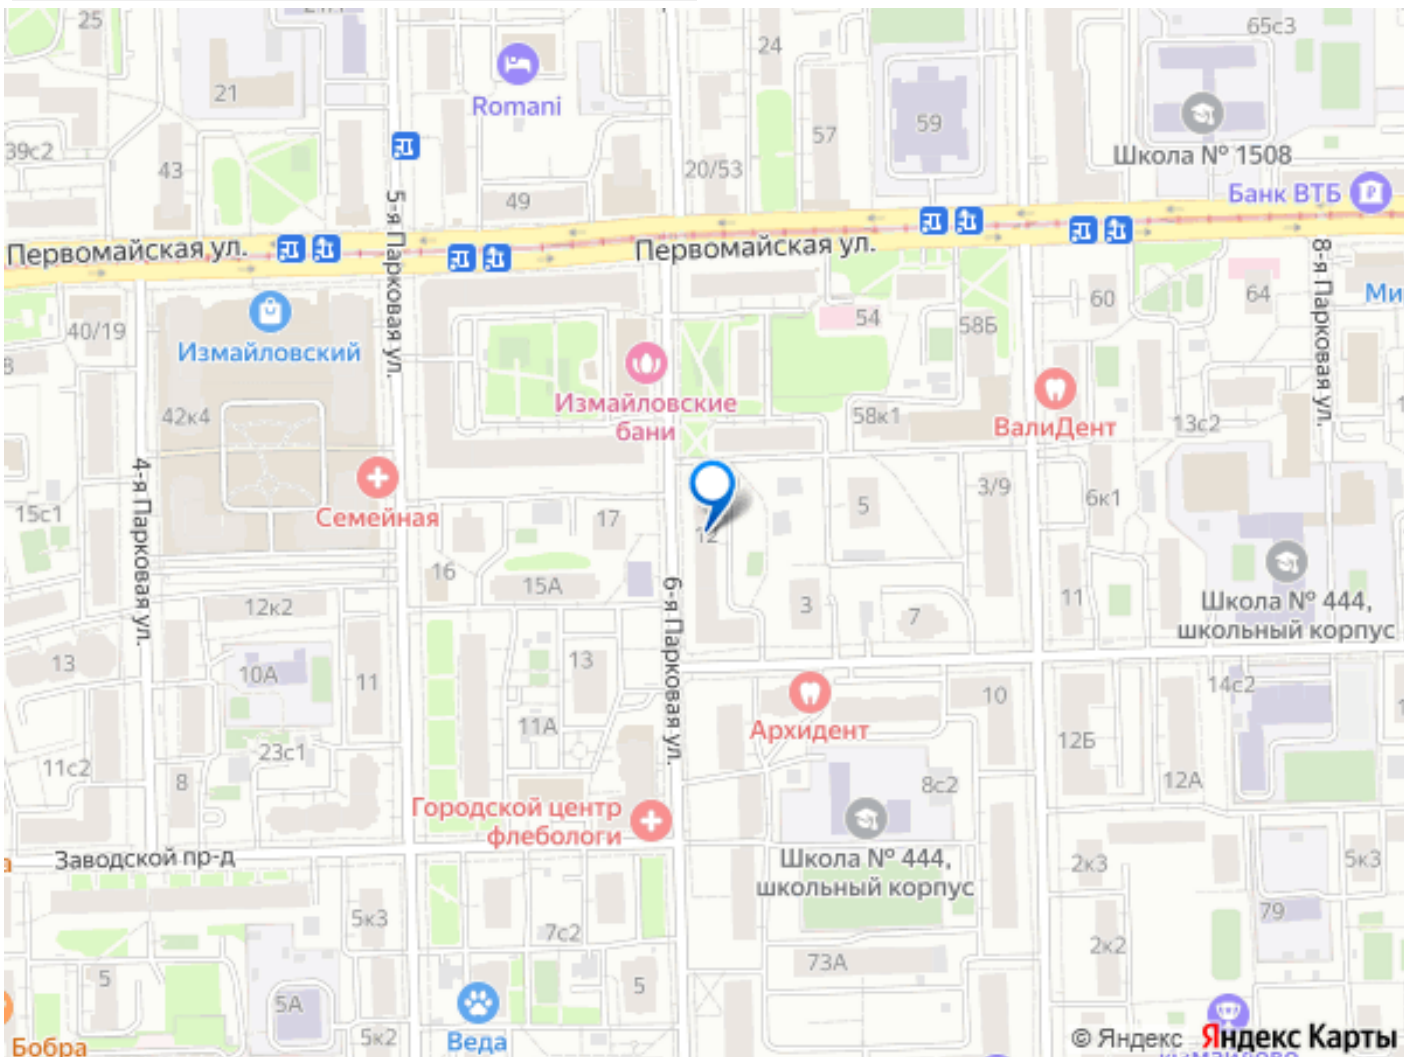 25
24
65с3
21
Romani
59
57
39с2
43
20/53
Школа № 1508
49
Банк ВТБ
5-я Парковая ул.
Первомайская ул.
Первомайская ул.
8-я Парковая ул.
40/19
Измайловский
54
58Б
60
64
Ми
42к4
Измайловские
бани
58к1
ВалиДент
13с2
4-я Парковая ул.
15с1
Семейная
17
12
5
3/9
6к1
16
15А
6-я Парковая ул.
12к2
3
7
11
Школа № 444,
школьный корпус
13
10А
11
13
10
14с2
Архидент
11А
12Б
11с2
23с1
8
8с2
12А
Городской центр
флебологи
Заводской пр-д
Школа № 444,
школьный корпус
2к3
5к3
5к3
7с2
79
2к2
73А
5
5А
5
5к2
Веда
Бобра
© Яндекс Яндекс Карты